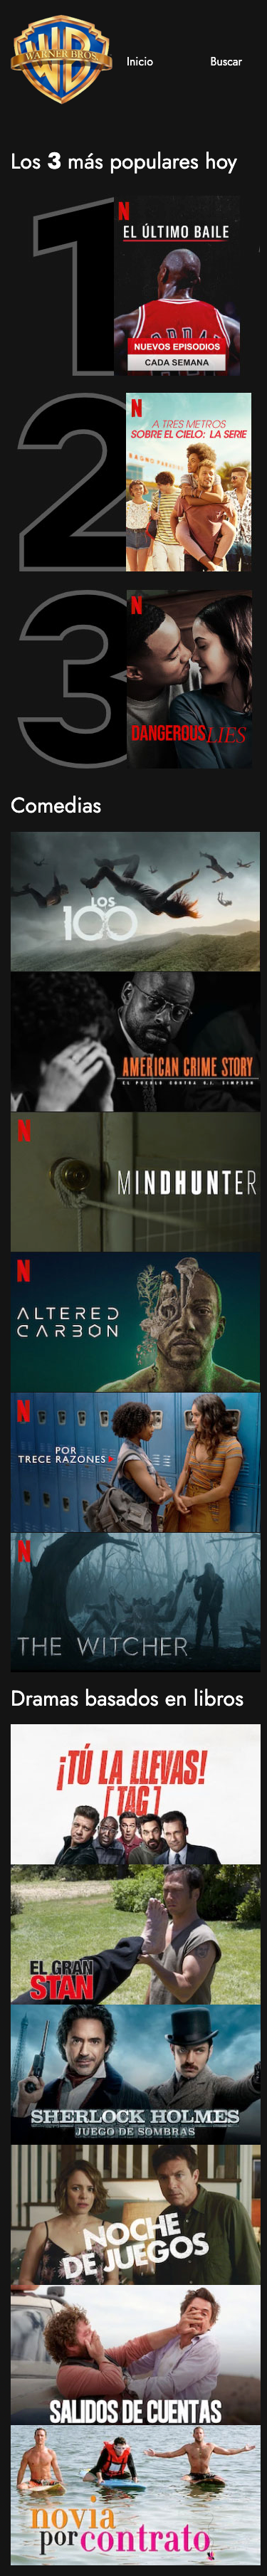 WARNER BROS.
WB
Inicio
Buscar
Los 3 más populares hoy
1
N
EL ÚLTIMO BAILE
NUEVOS EPISODIOS
CADA SEMANA
2
N
A TRES METROS
SOBRE EL CIELO: LA SERIE
3
N
DANGEROUS LIES
Comedias
LOS
100
AMERICAN CRIME STORY
EL PUEBLO CONTRA O.J. SIMPSON
N
MINDHUNTER
N
ALTERED
CARBON
N
POR
TRECE RAZONES
N
THE WITCHER
Dramas basados en libros
¡TÚ LA LLEVAS!
[TAG]
EL GRAN
STAN
SHERLOCK HOLMES
JUEGO DE SOMBRAS
NOCHE
DE JUEGOS
SALIDOS DE CUENTAS
novia
por contrato